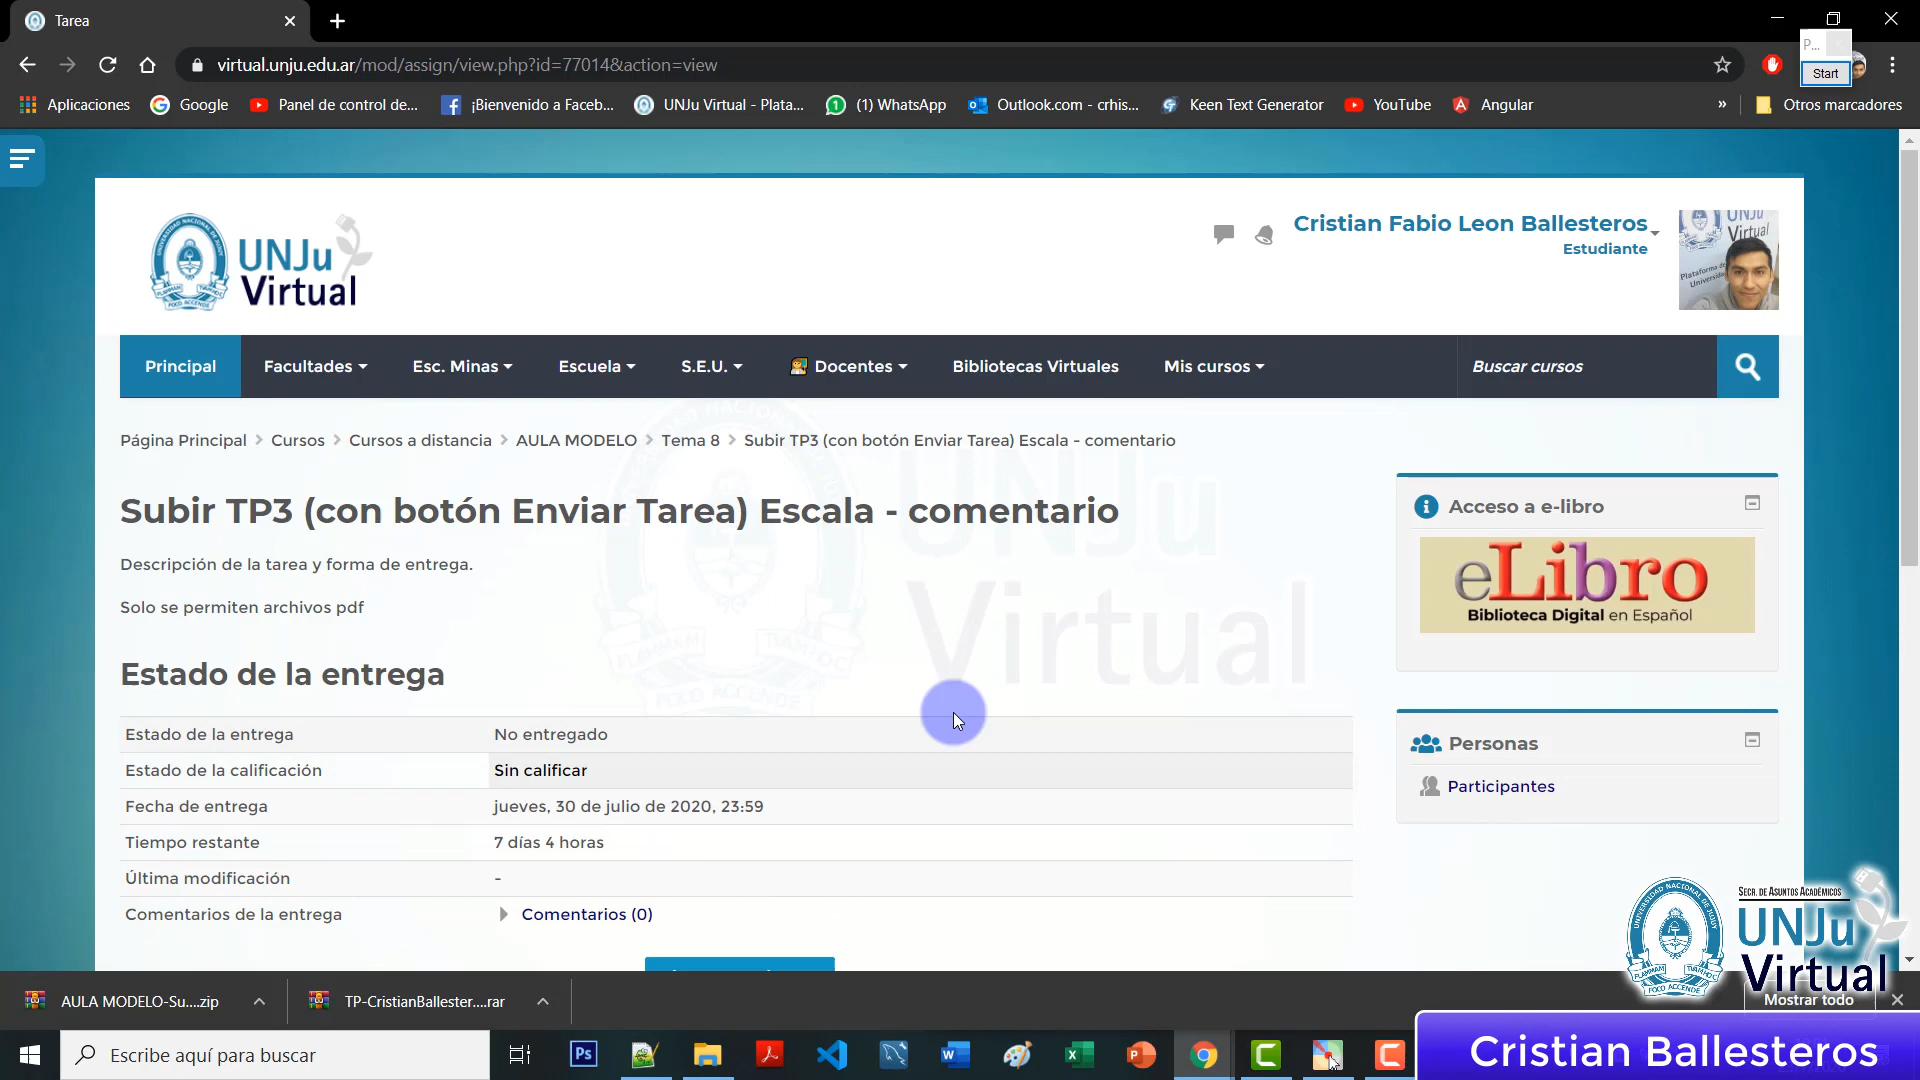 Tarea
virtual.unju.edu.ar/mod/assign/view.php?id=77014&action=view
P...
Start
Aplicaciones
Google
Panel de control de...
¡Bienvenido a Faceb...
UNJu Virtual - Plata...
(1) WhatsApp
Outlook.com - crhis...
Keen Text Generator
YouTube
Angular
»
Otros marcadores
UNJu
Virtual
Cristian Fabio Leon Ballesteros
Estudiante
Principal
Facultades
Esc. Minas
Escuela
S.E.U.
Docentes
Bibliotecas Virtuales
Mis cursos
Buscar cursos
Página Principal > Cursos > Cursos a distancia > AULA MODELO > Tema 8 > Subir TP3 (con botón Enviar Tarea) Escala - comentario
Subir TP3 (con botón Enviar Tarea) Escala - comentario
Descripción de la tarea y forma de entrega.
Solo se permiten archivos pdf
Estado de la entrega
Estado de la entrega No entregado
Estado de la calificación Sin calificar
Fecha de entrega jueves, 30 de julio de 2020, 23:59
Tiempo restante 7 días 4 horas
Última modificación -
Comentarios de la entrega Comentarios (0)
Acceso a e-libro
eLibro
Biblioteca Digital en Español
Personas
Participantes
UNJu
Virtual
SECR. DE ASUNTOS ACADÉMICOS
UNJu
Virtual
AULA MODELO-Su....zip
TP-CristianBallester....rar
Mostrar todo
Escribe aquí para buscar
Cristian Ballesteros